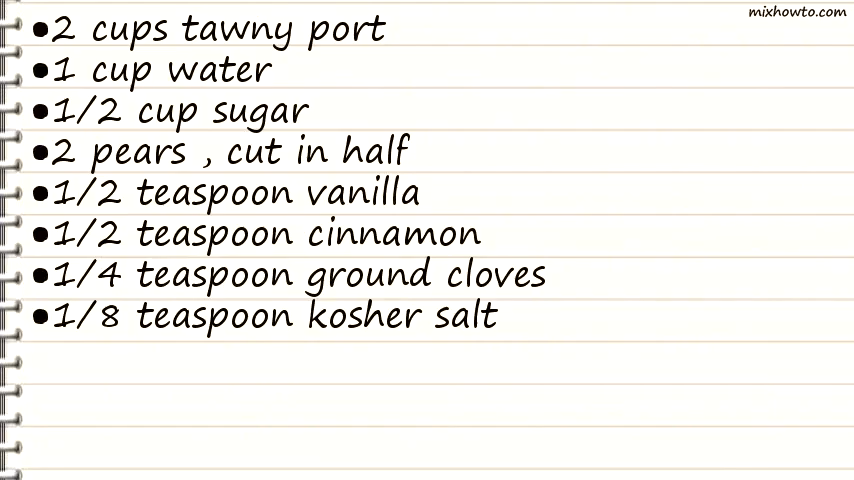 mixhowto.com
•2 cups tawny port
•1 cup water
•1/2 cup sugar
•2 pears , cut in half
•1/2 teaspoon vanilla
•1/2 teaspoon cinnamon
•1/4 teaspoon ground cloves
•1/8 teaspoon kosher salt